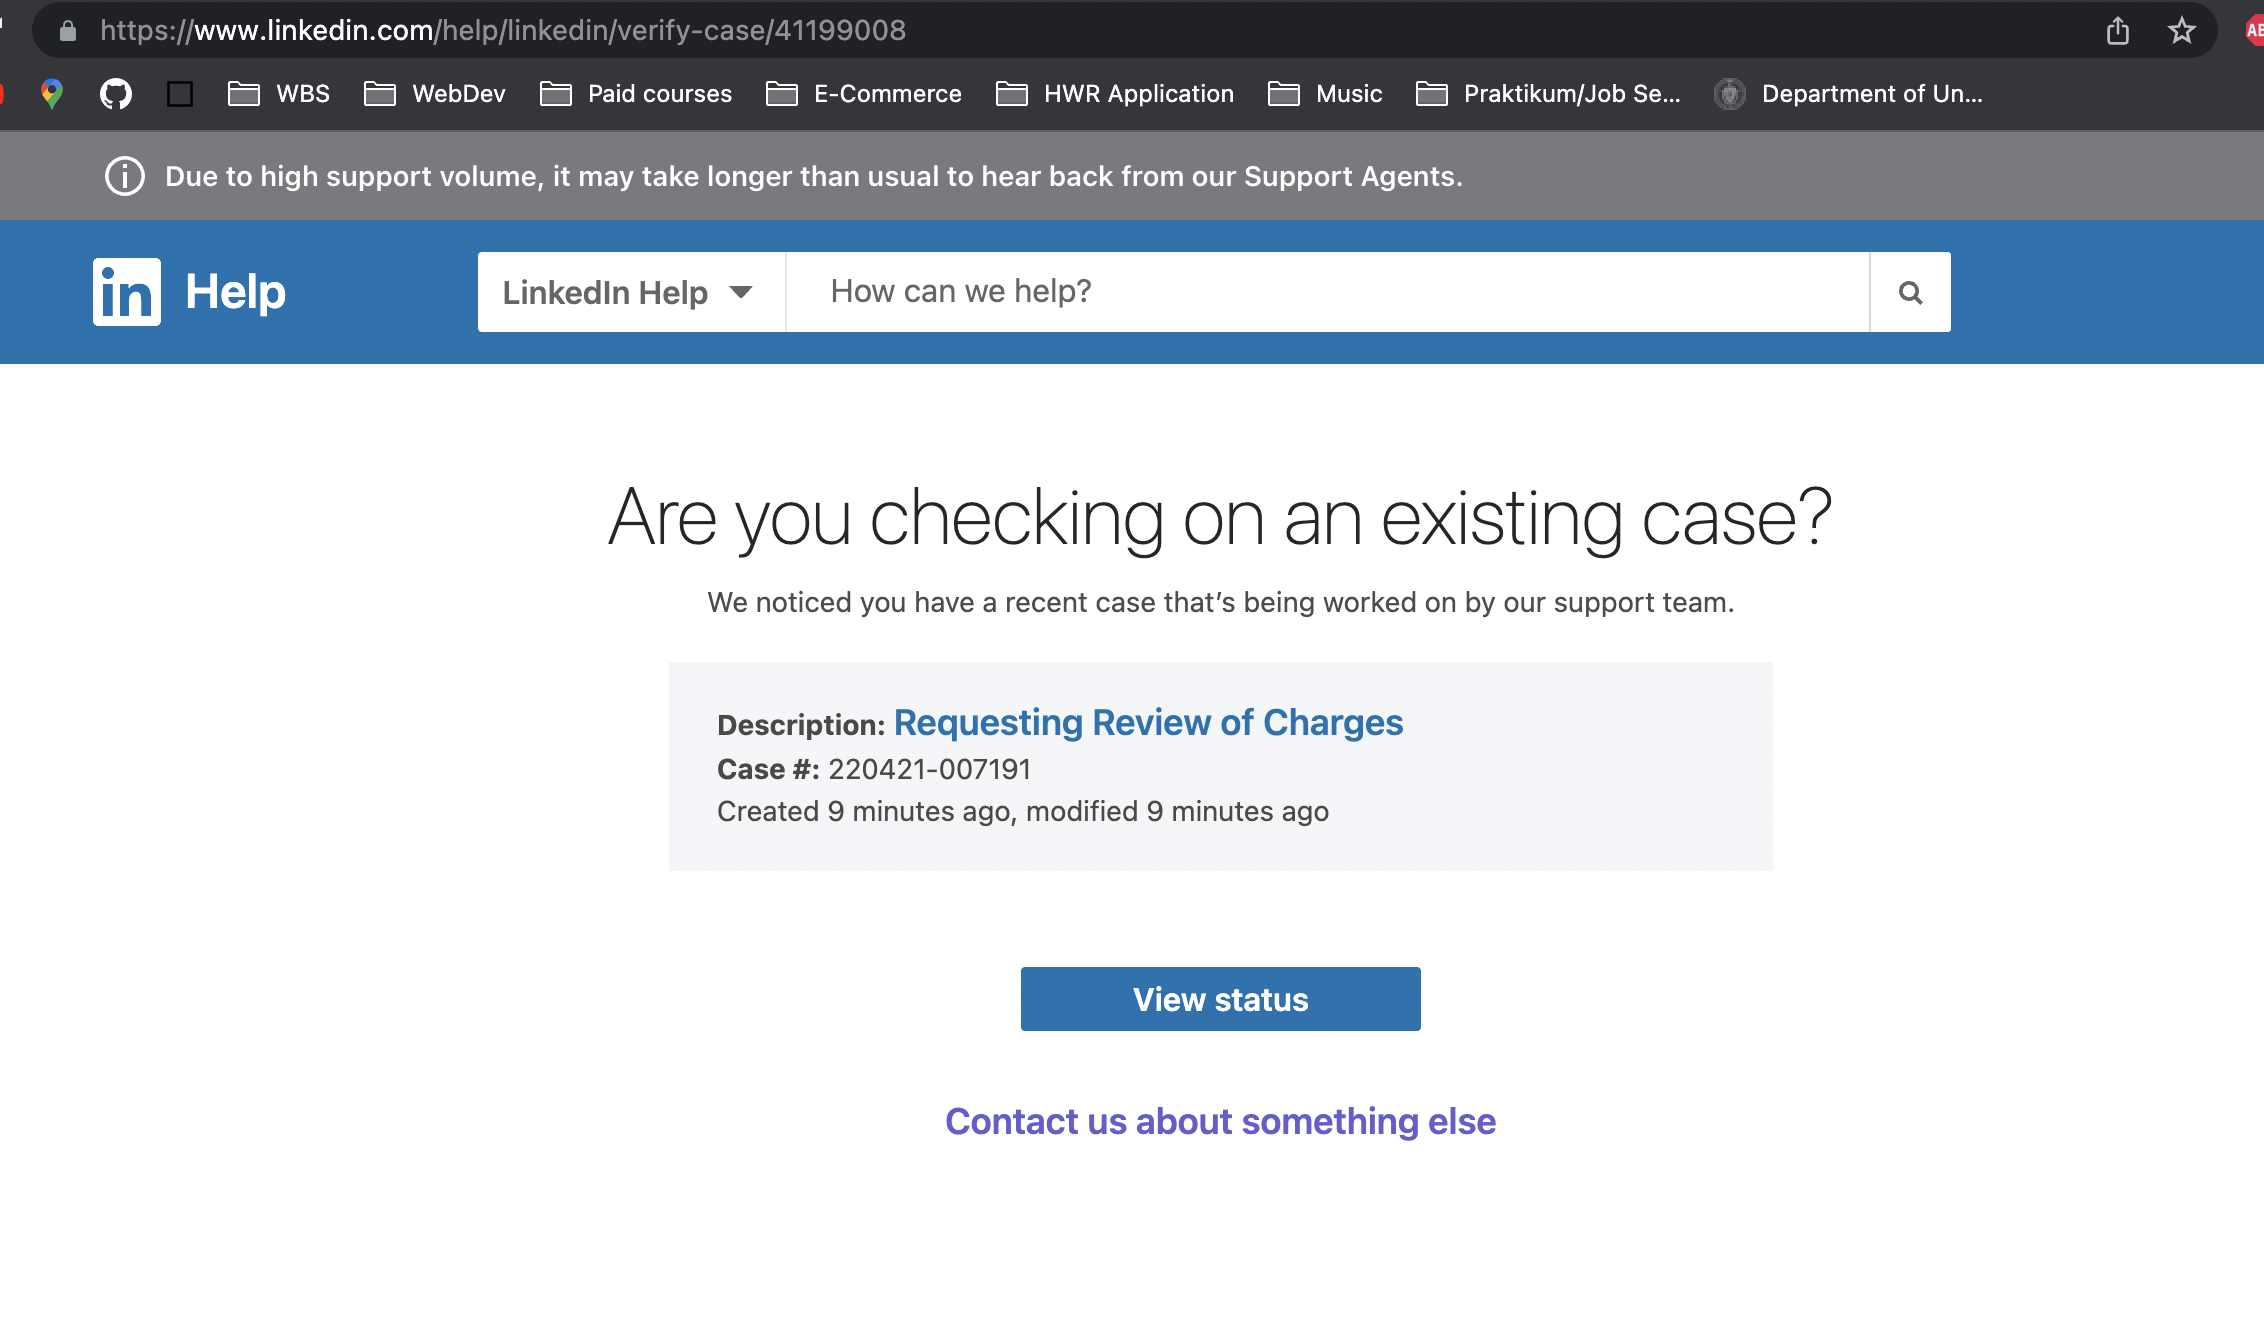 https://www.linkedin.com/help/linkedin/verify-case/41199008
WBS WebDev Paid courses E-Commerce HWR Application Music Praktikum/Job Se... Department of Un...
Due to high support volume, it may take longer than usual to hear back from our Support Agents.
in Help LinkedIn Help How can we help?
Are you checking on an existing case?
We noticed you have a recent case that’s being worked on by our support team.
Description: Requesting Review of Charges
Case #: 220421-007191
Created 9 minutes ago, modified 9 minutes ago
View status
Contact us about something else